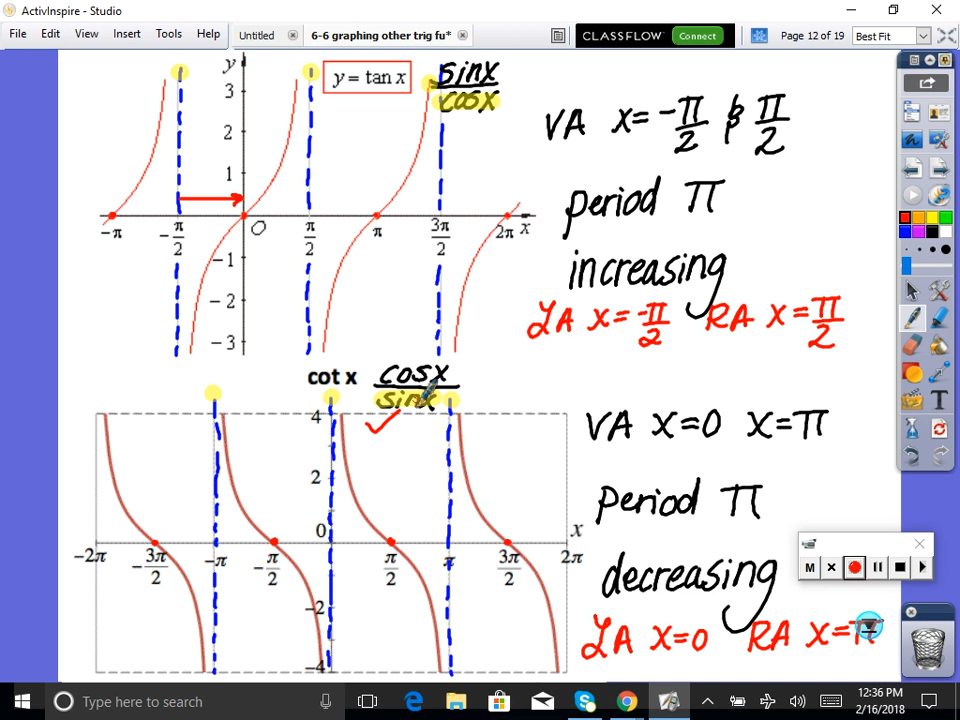 ActivInspire - Studio
File Edit View Insert Tools Help Untitled 6-6 graphing other trig fu* CLASSFLOW Connect Page 12 of 19 Best Fit
y
y = tan x
sinx
cosx
3
2
1
-π -π/2 O π/2 π 3π/2 2π x
-1
-2
-3
VA x = -π/2 & π/2
period π
increasing
LA x = -π/2 RA x = π/2
cot x cosx
sinx
4
2
0
-2π -3π/2 -π -π/2 π/2 π 3π/2 2π x
-2
-4
VA x=0 x=π
Period π
decreasing
LA x=0 RA x=π
M
T
Type here to search
12:36 PM
2/16/2018